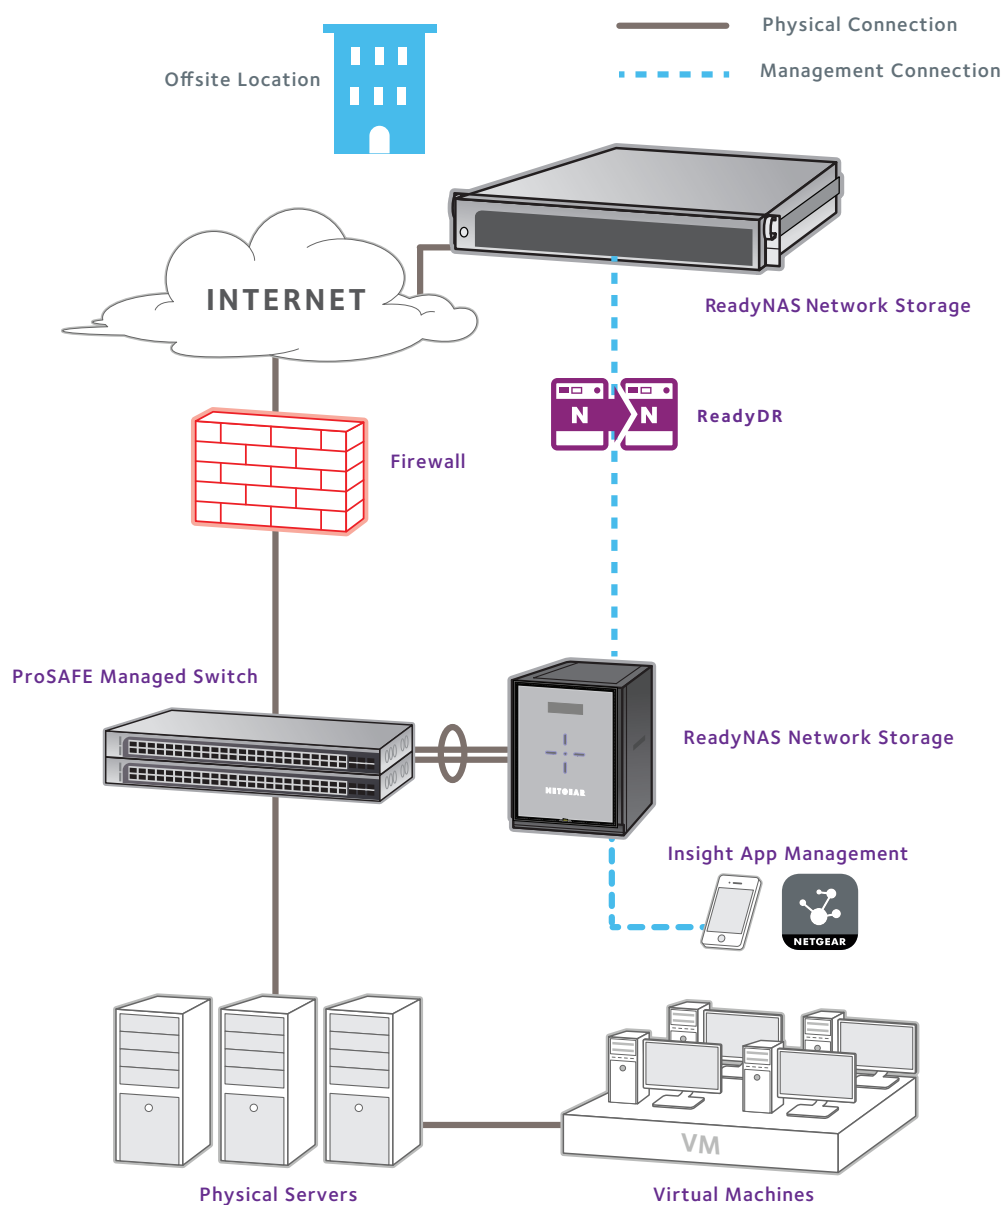 Physical Connection
Offsite Location
Management Connection
INTERNET
ReadyNAS Network Storage
N N
ReadyDR
Firewall
ProSAFE Managed Switch
ReadyNAS Network Storage
NETGEAR
Insight App Management
NETGEAR
VM
Physical Servers
Virtual Machines